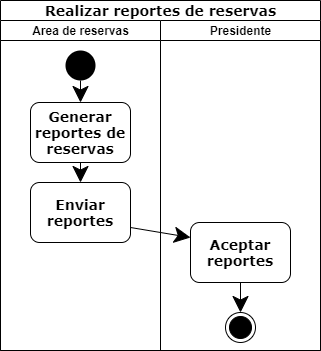 Realizar reportes de reservas
Area de reservas
Presidente
Generar
reportes de
reservas
Enviar
reportes
Aceptar
reportes